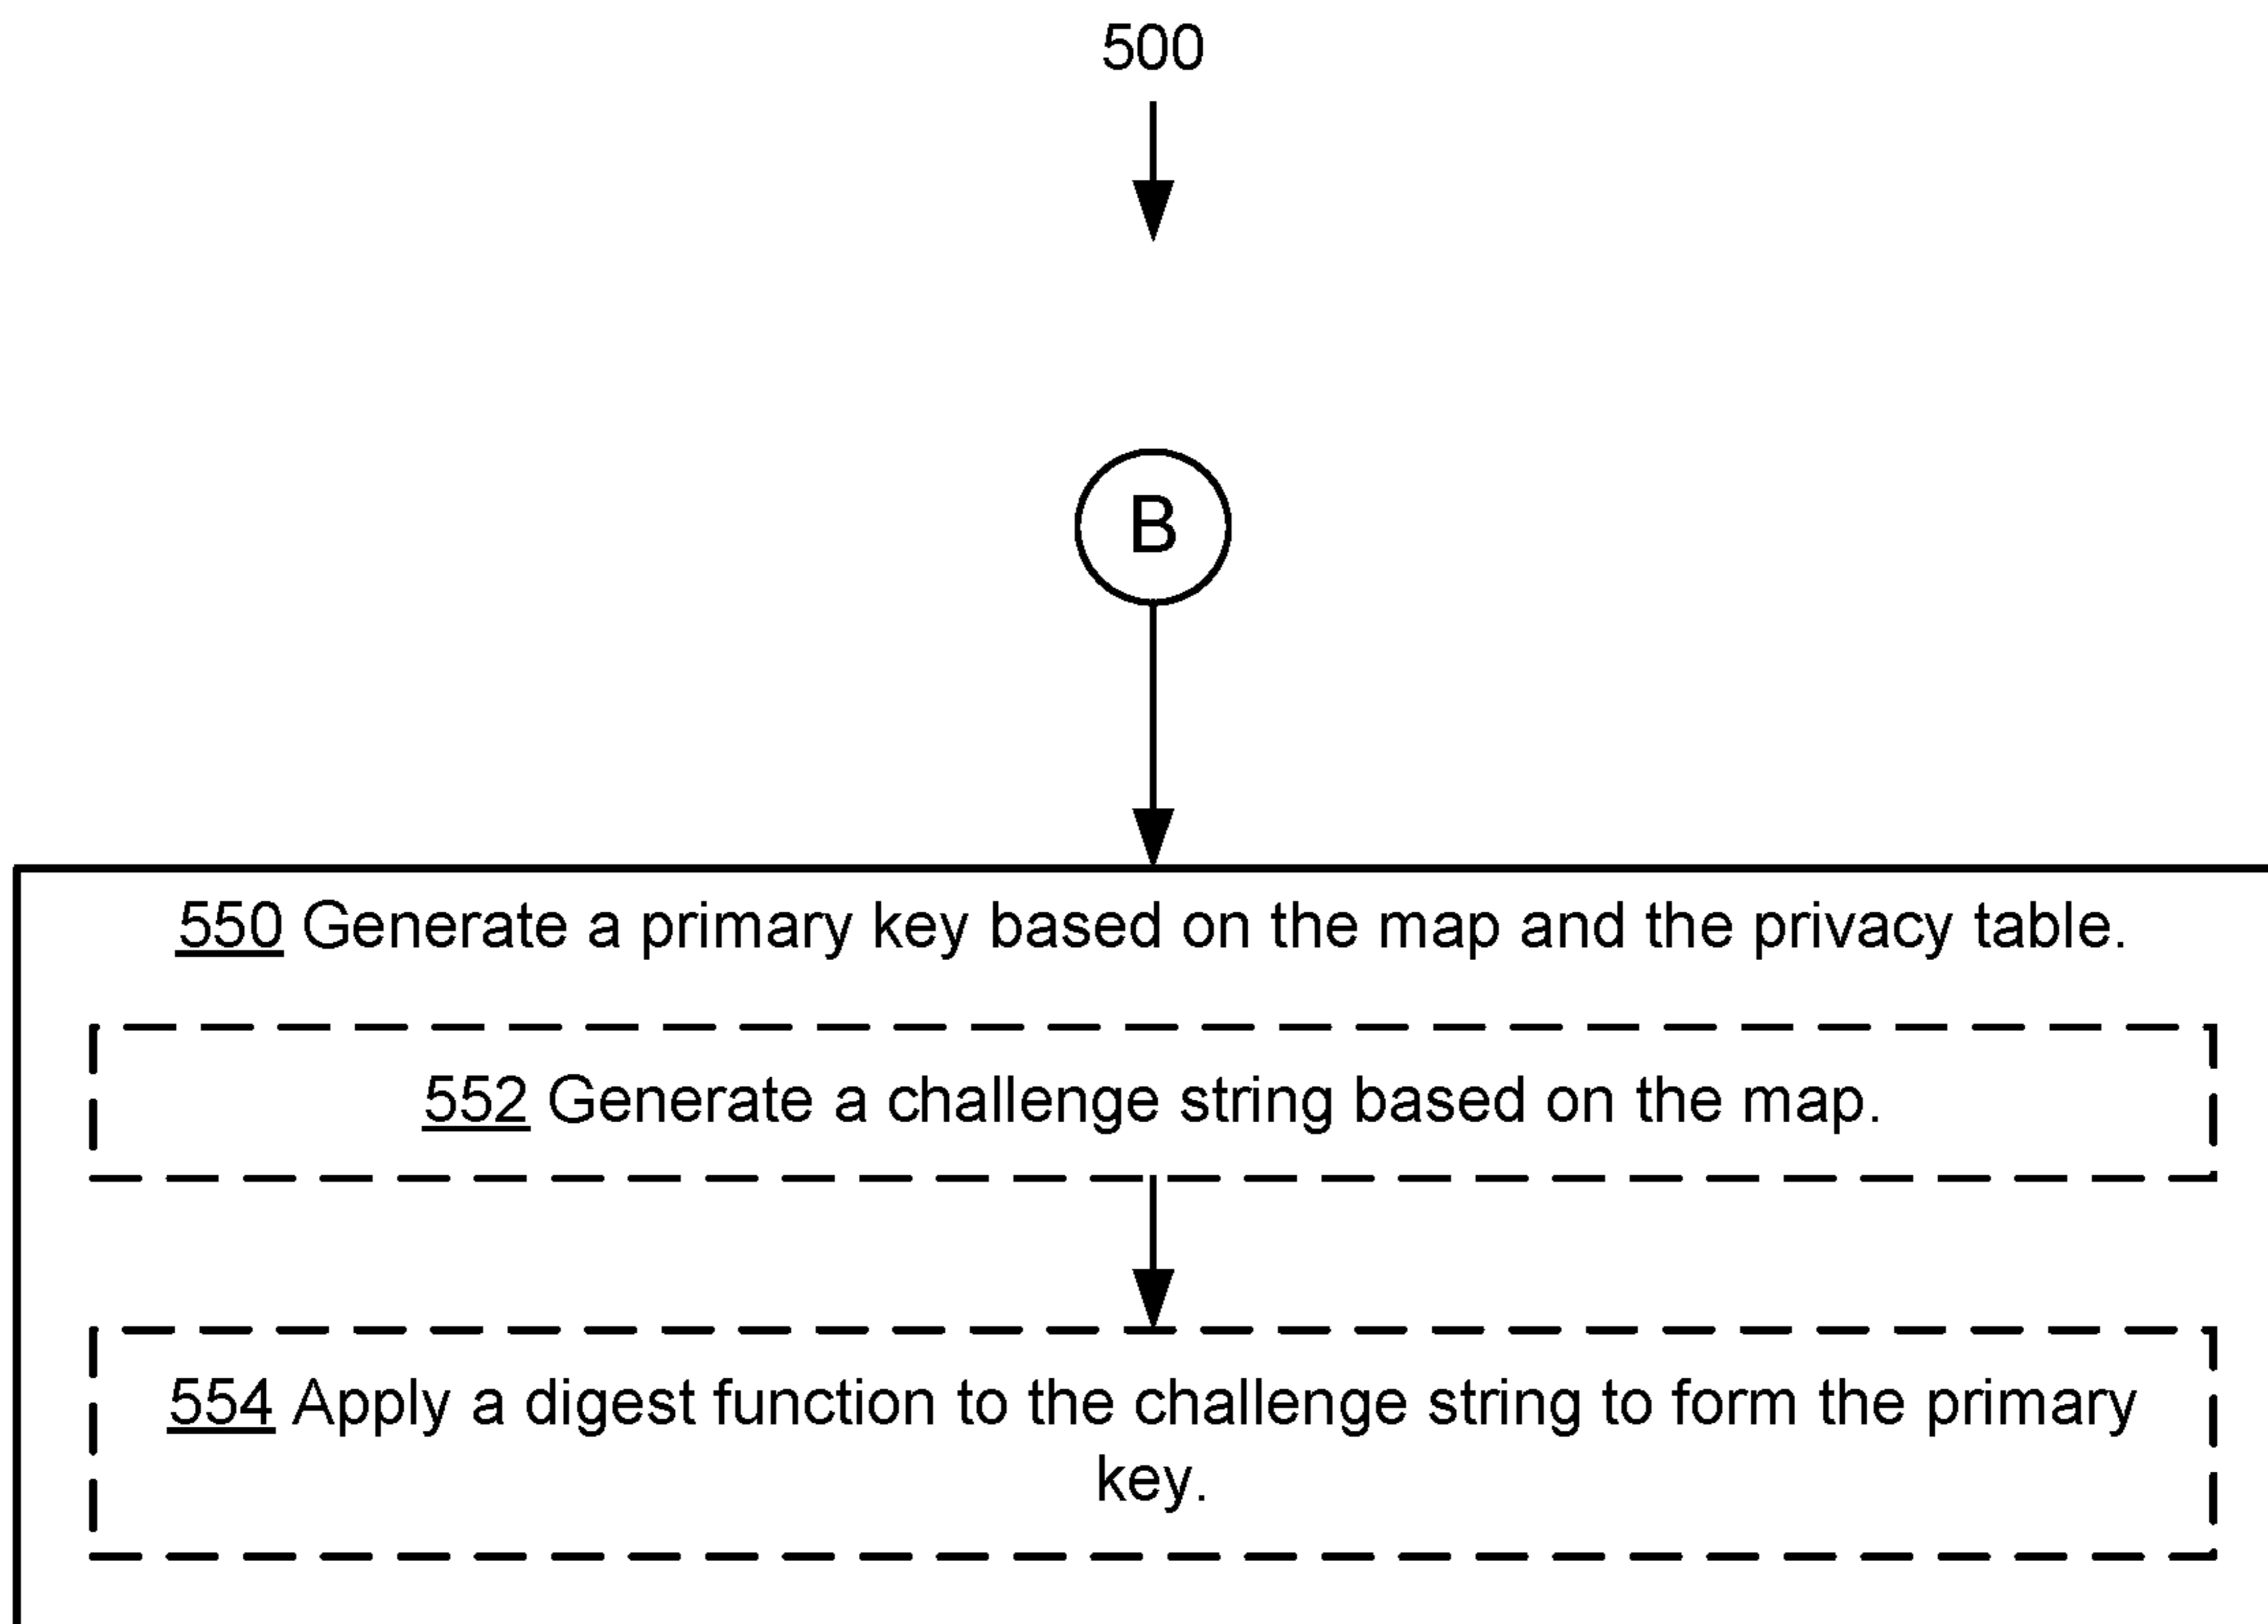 500
B
550 Generate a primary key based on the map and the privacy table.
552 Generate a challenge string based on the map.
554 Apply a digest function to the challenge string to form the primary
key.